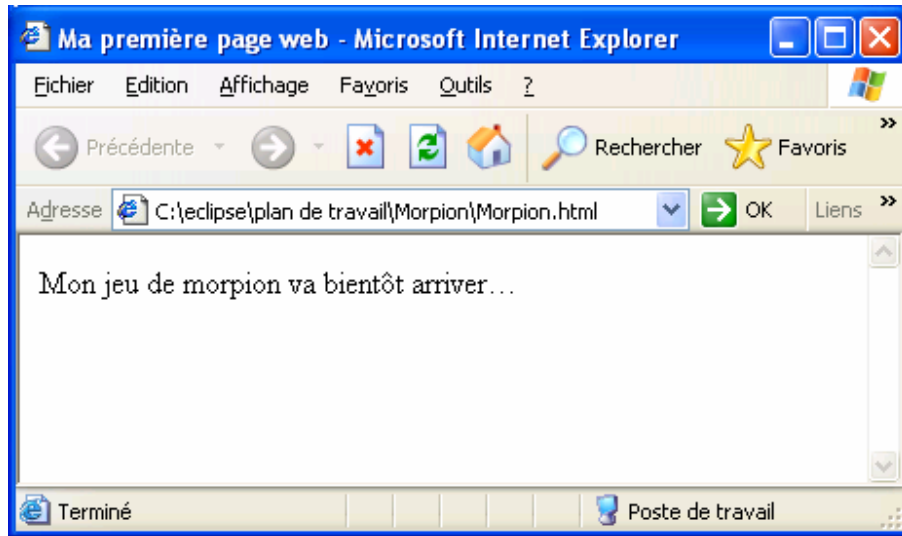 Ma première page web - Microsoft Internet Explorer
Fichier Edition Affichage Favoris Outils ?
Précédente Rechercher Favoris »
Adresse C:\eclipse\plan de travail\Morpion\Morpion.html OK Liens »
Mon jeu de morpion va bientôt arriver…
Terminé Poste de travail